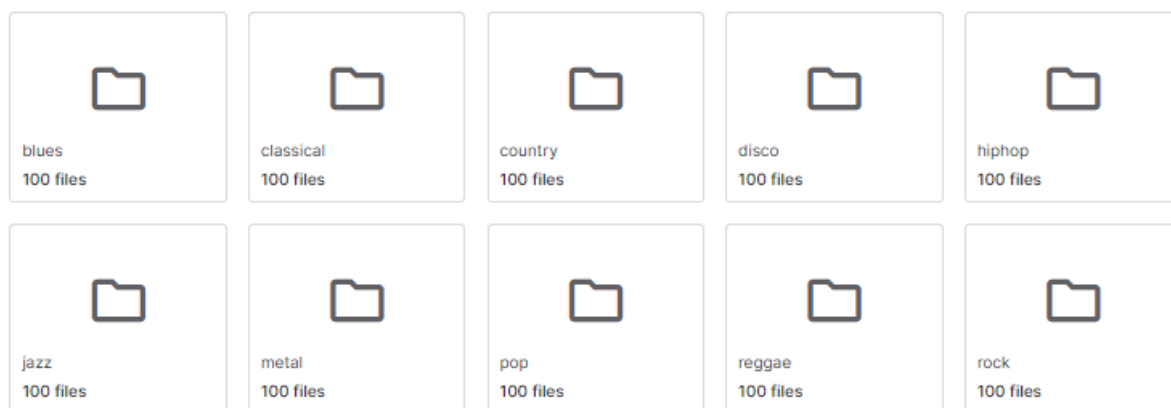 blues
100 files
classical
100 files
country
100 files
disco
100 files
hiphop
100 files
jazz
100 files
metal
100 files
pop
100 files
reggae
100 files
rock
100 files